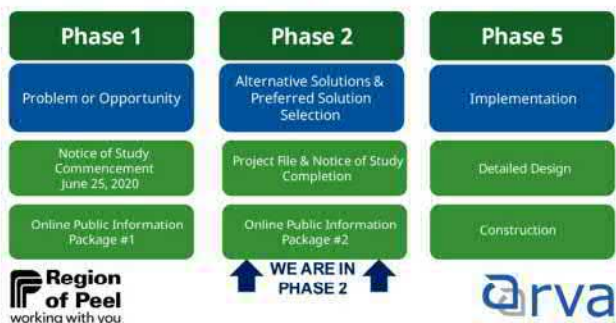 Phase 1
Problem or Opportunity
Notice of Study
Commencement
June 25, 2020
Online Public Information
Package #1
Phase 2
Alternative Solutions &
Preferred Solution
Selection
Project File & Notice of Study
Completion
Online Public Information
Package #2
WE ARE IN
PHASE 2
Phase 5
Implementation
Detailed Design
Construction
Region
of Peel
working with you
arva